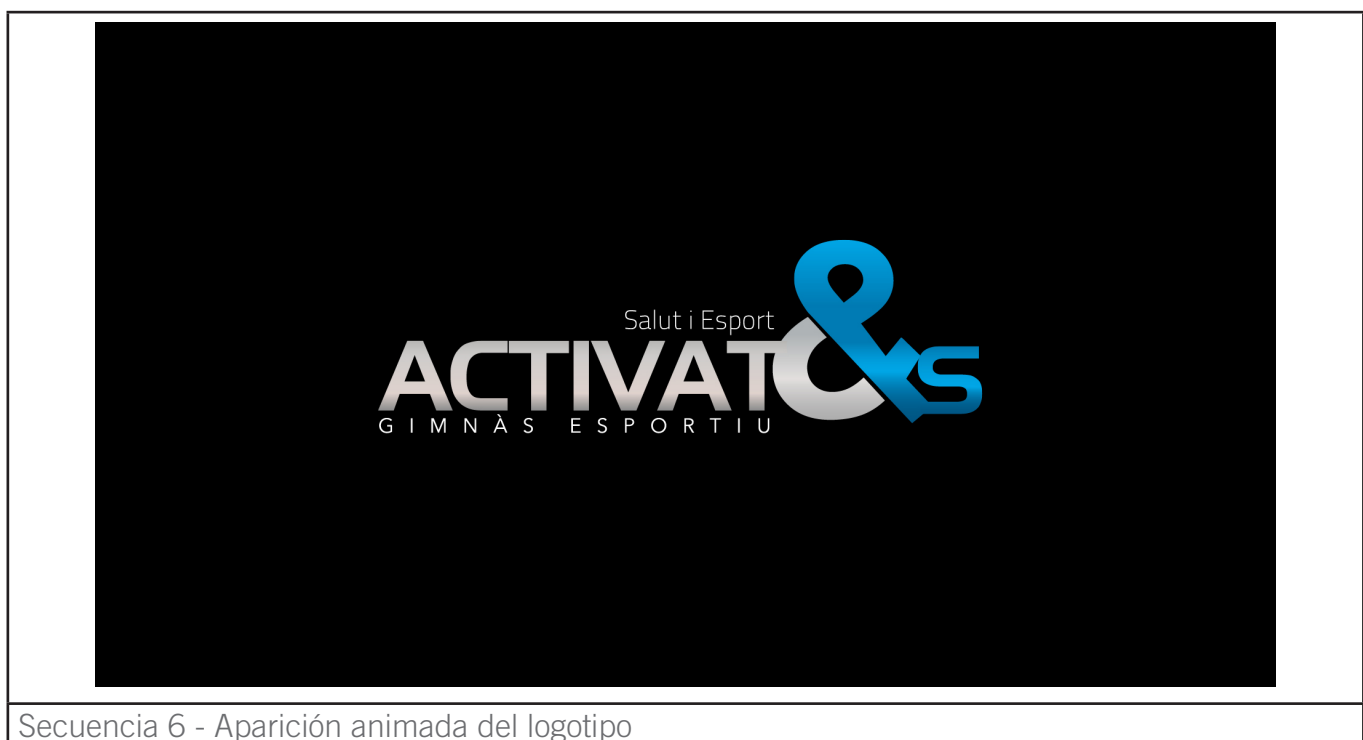 Salut i Esport
ACTIVAT&s
GIMNÀS ESPORTIU
Secuencia 6 - Aparición animada del logotipo